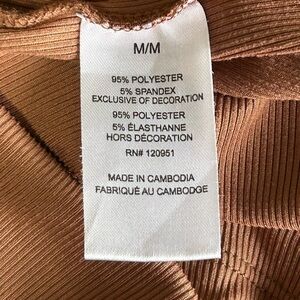 M/M
95% POLYESTER
5% SPANDEX
EXCLUSIVE OF DECORATION
95% POLYESTER
5% ÉLASTHANNE
HORS DÉCORATION
RN# 120951
MADE IN CAMBODIA
FABRIQUÉ AU CAMBODGE